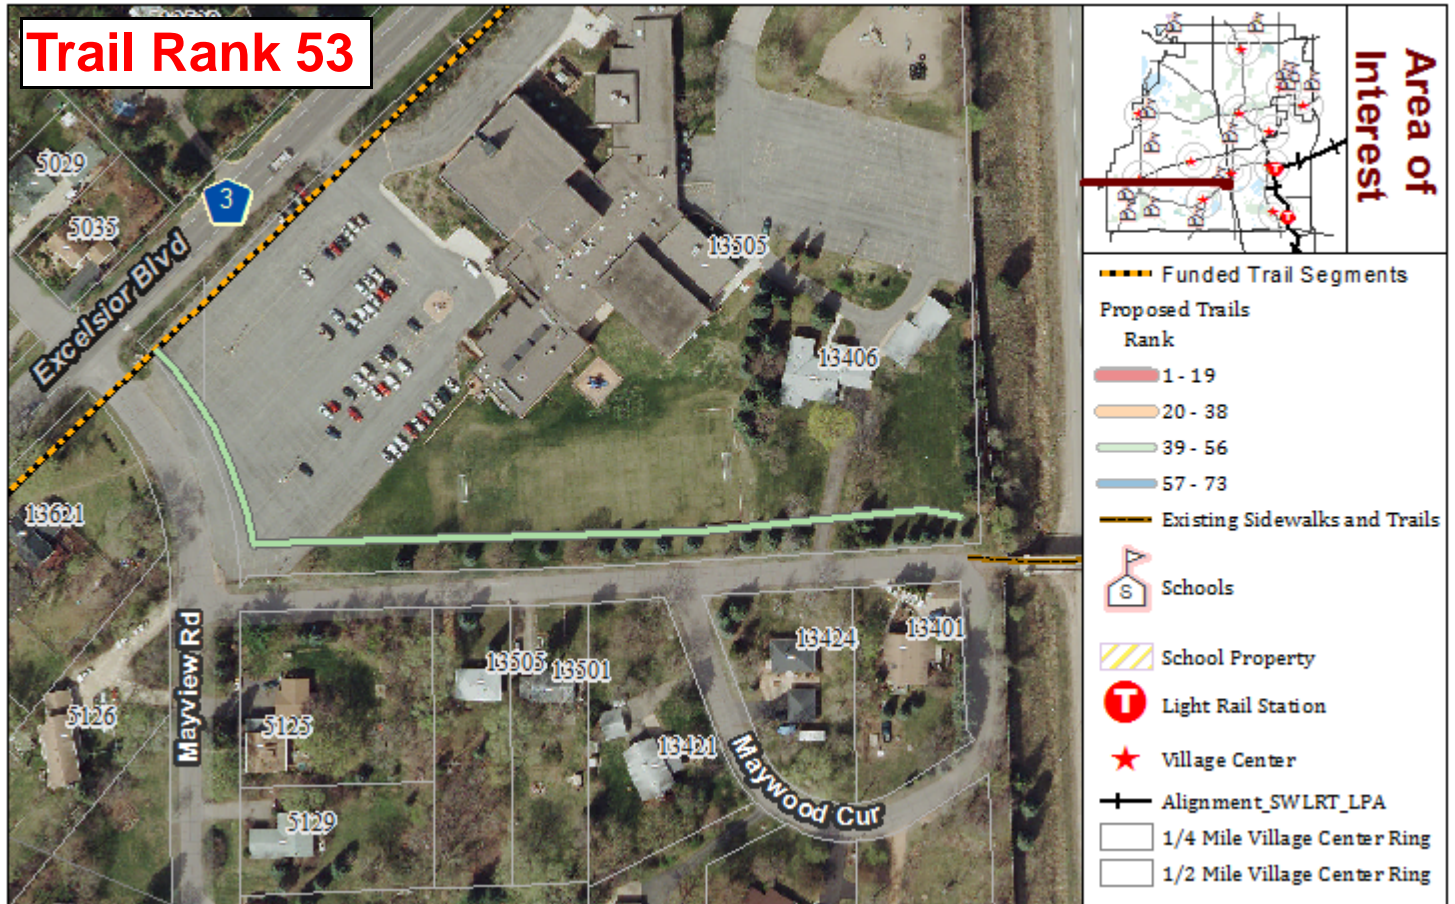 Trail Rank 53
5029
5035
3
Excelsior Blvd
13505
13406
13621
Mayview Rd
5126
5125
5129
13505
13501
13421
13424
13401
Maywood Cur
Area of
Interest
T
T
Funded Trail Segments
Proposed Trails
Rank
1 - 19
20 - 38
39 - 56
57 - 73
Existing Sidewalks and Trails
S
Schools
School Property
T
Light Rail Station
Village Center
Alignment_SWLRT_LPA
1/4 Mile Village Center Ring
1/2 Mile Village Center Ring